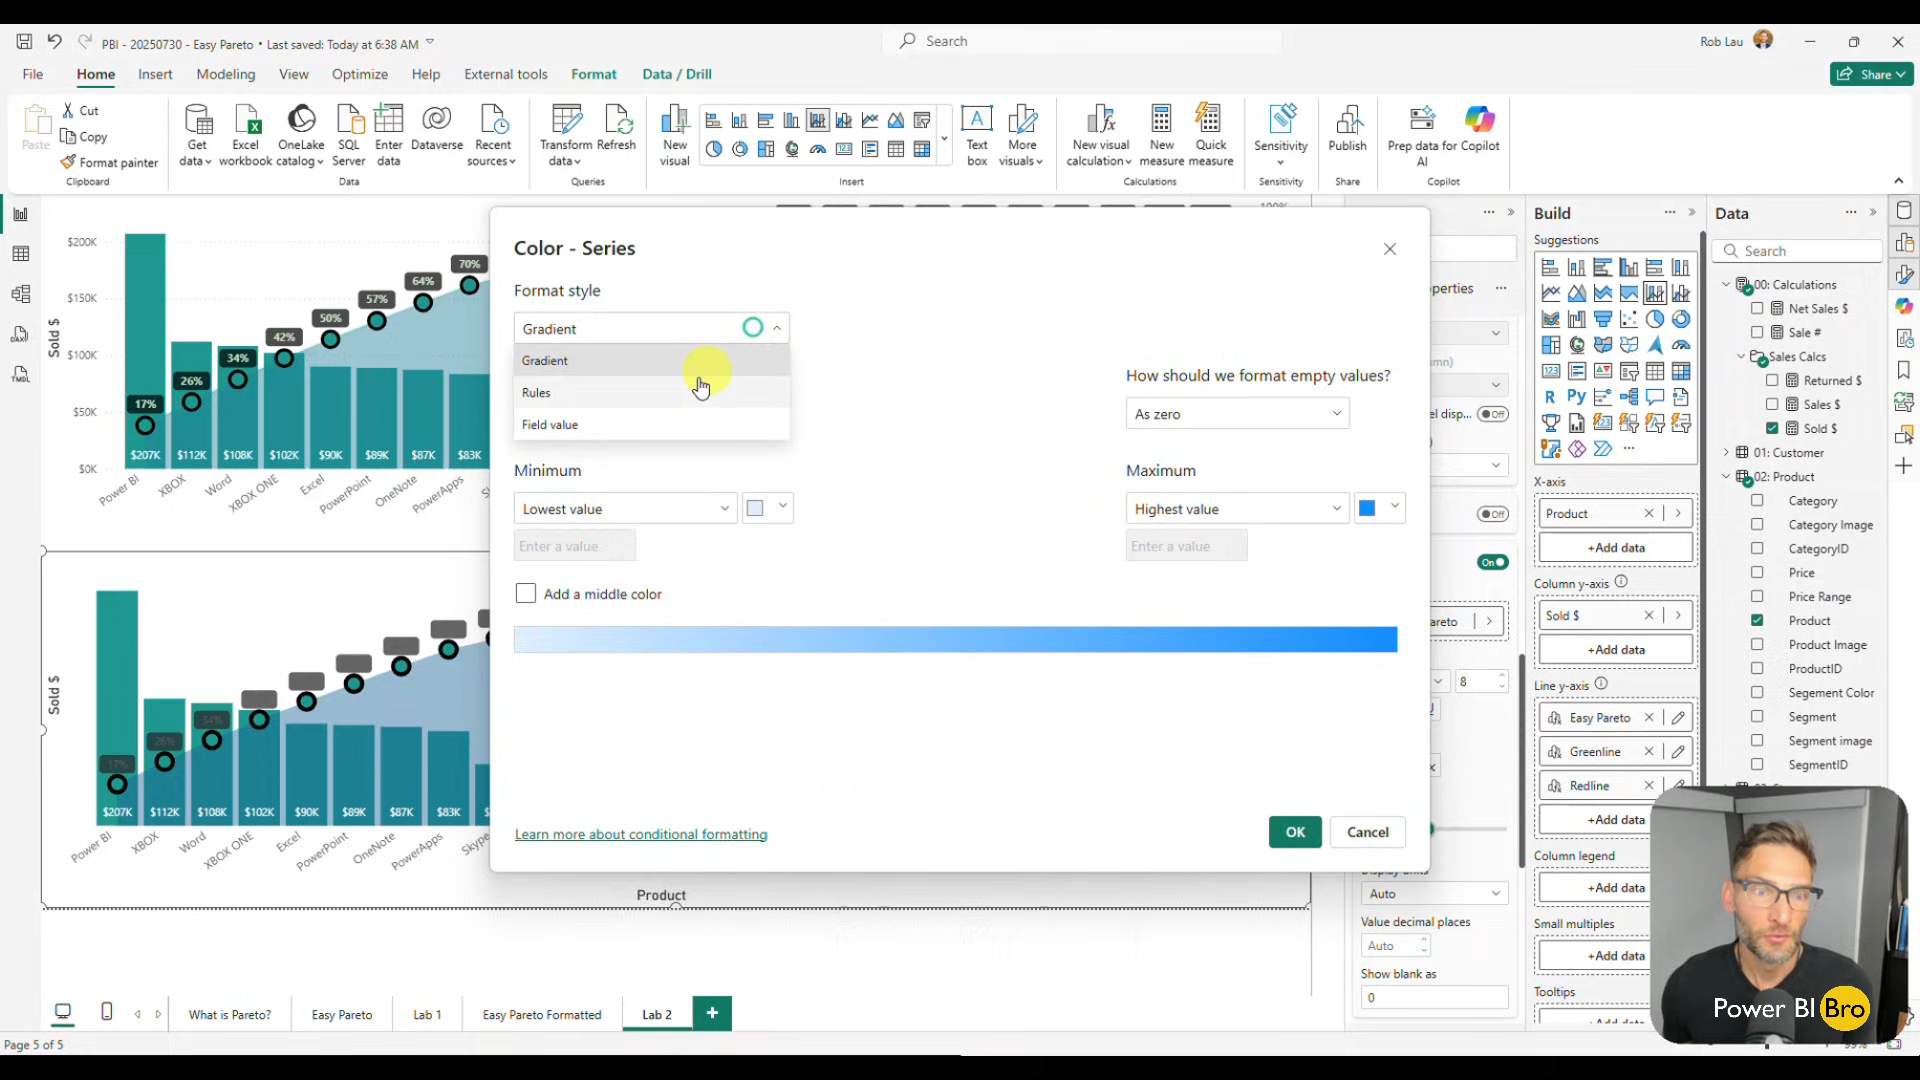 PBI - 20250730 - Easy Pareto • Last saved: Today at 6:38 AM
Search
Rob Lau
File
Home
Insert
Modeling
View
Optimize
Help
External tools
Format
Data / Drill
Share
Paste
Cut
Copy
Format painter
Clipboard
Get data
Excel workbook
OneLake catalog
SQL Server
Enter data
Dataverse
Recent sources
Data
Transform data
Refresh
Queries
New visual
Text box
More visuals
Insert
New visual calculation
New measure
Quick measure
Calculations
Sensitivity
Sensitivity
Publish
Share
Prep data for AI
Copilot
Copilot
$200K
$150K
$100K
$50K
$0K
Sold $
17%
26%
34%
42%
50%
57%
64%
70%
$207K
$112K
$108K
$102K
$90K
$89K
$87K
$83K
Power BI
XBOX
Word
XBOX ONE
Excel
PowerPoint
OneNote
PowerApps
100%
Sold $
17%
26%
34%
$207K
$112K
$108K
$102K
$90K
$89K
$87K
$83K
Power BI
XBOX
Word
XBOX ONE
Excel
PowerPoint
OneNote
PowerApps
Product
Color - Series
Format style
Gradient
Gradient
Rules
Field value
How should we format empty values?
As zero
Minimum
Lowest value
Enter a value
Maximum
Highest value
Enter a value
Add a middle color
Learn more about conditional formatting
OK
Cancel
perties
Off
Off
On
areto
8
Auto
Value decimal places
Auto
Show blank as
0
Build
Suggestions
R
Py
123
X-axis
Product
+Add data
Column y-axis
Sold $
+Add data
Line y-axis
Easy Pareto
Greenline
Redline
+Add data
Column legend
+Add data
Small multiples
+Add data
Tooltips
Data
Search
00: Calculations
Net Sales $
Sale #
Sales Calcs
Returned $
Sales $
Sold $
01: Customer
02: Product
Category
Category Image
CategoryID
Price
Price Range
Product
Product Image
ProductID
Segement Color
Segment
Segment image
SegmentID
DAX
TMDL
What is Pareto?
Easy Pareto
Lab 1
Easy Pareto Formatted
Lab 2
Page 5 of 5
Power BI Bro